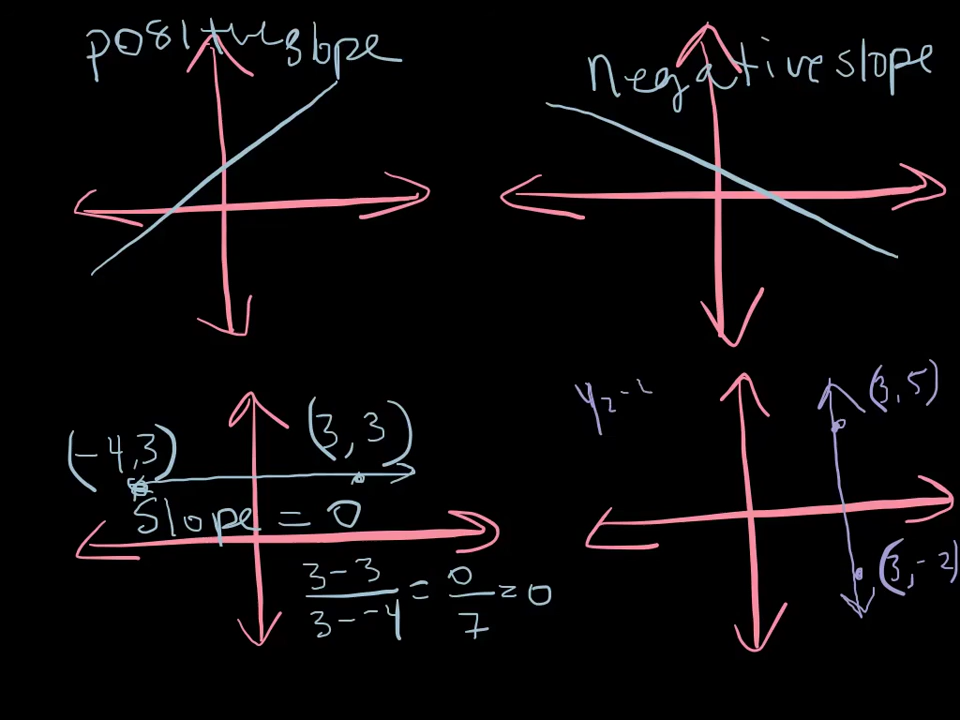 positive slope
negative slope
(-4,3)
(3,3)
Slope = 0
3-3/3--4 = 0/7 = 0
y2-
(3,5)
(3,-2)